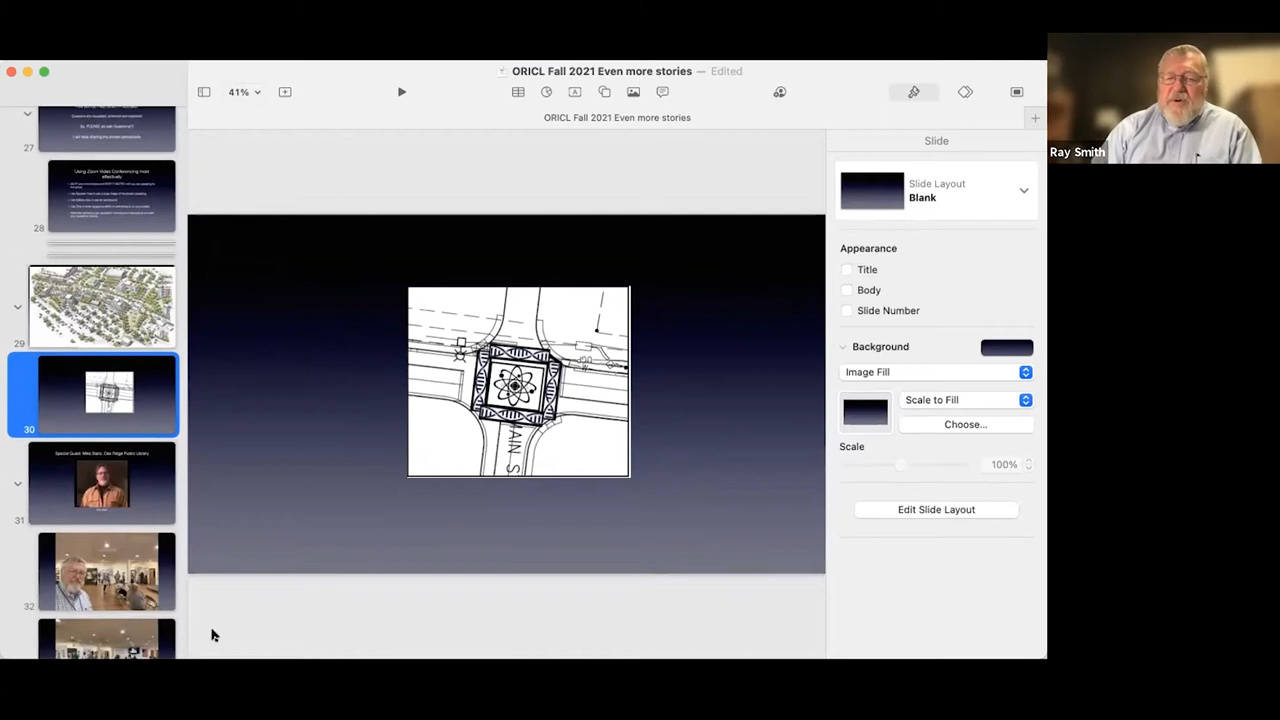 ORICL Fall 2021 Even more stories — Edited
41%
ORICL Fall 2021 Even more stories
Ray Smith
27
Using Zoom Video Conferencing most
effectively
28
29
30
Special Guest: Mike Stallo, Oak Ridge Public Library
31
32
MAIN S
Slide
Slide Layout
Blank
Appearance
Title
Body
Slide Number
Background
Image Fill
Scale to Fill
Choose...
Scale
100%
Edit Slide Layout